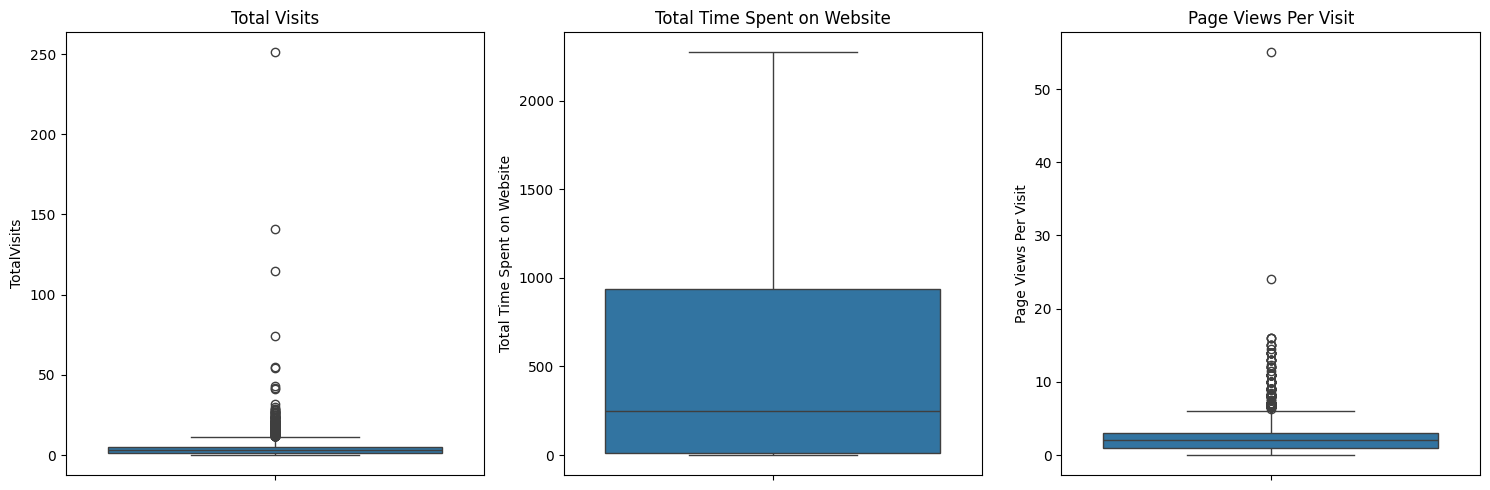 Total Visits
TotalVisits
250
200
150
100
50
0
Total Time Spent on Website
Total Time Spent on Website
2000
1500
1000
500
0
Page Views Per Visit
Page Views Per Visit
50
40
30
20
10
0